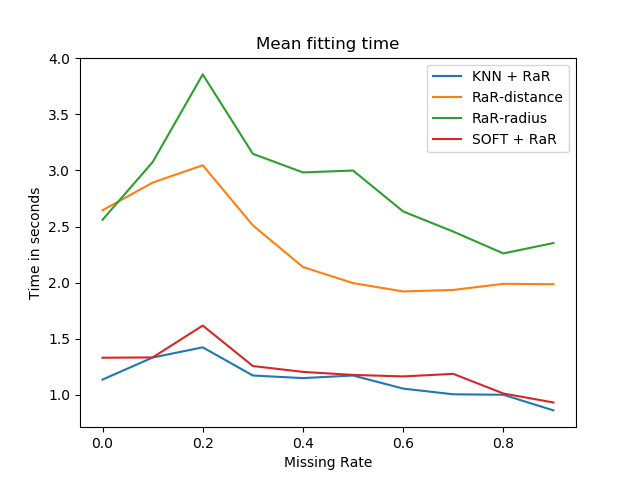 Mean fitting time
4.0
3.5
3.0
2.5
2.0
1.5
1.0
Time in seconds
KNN + RaR
RaR-distance
RaR-radius
SOFT + RaR
0.0 0.2 0.4 0.6 0.8
Missing Rate